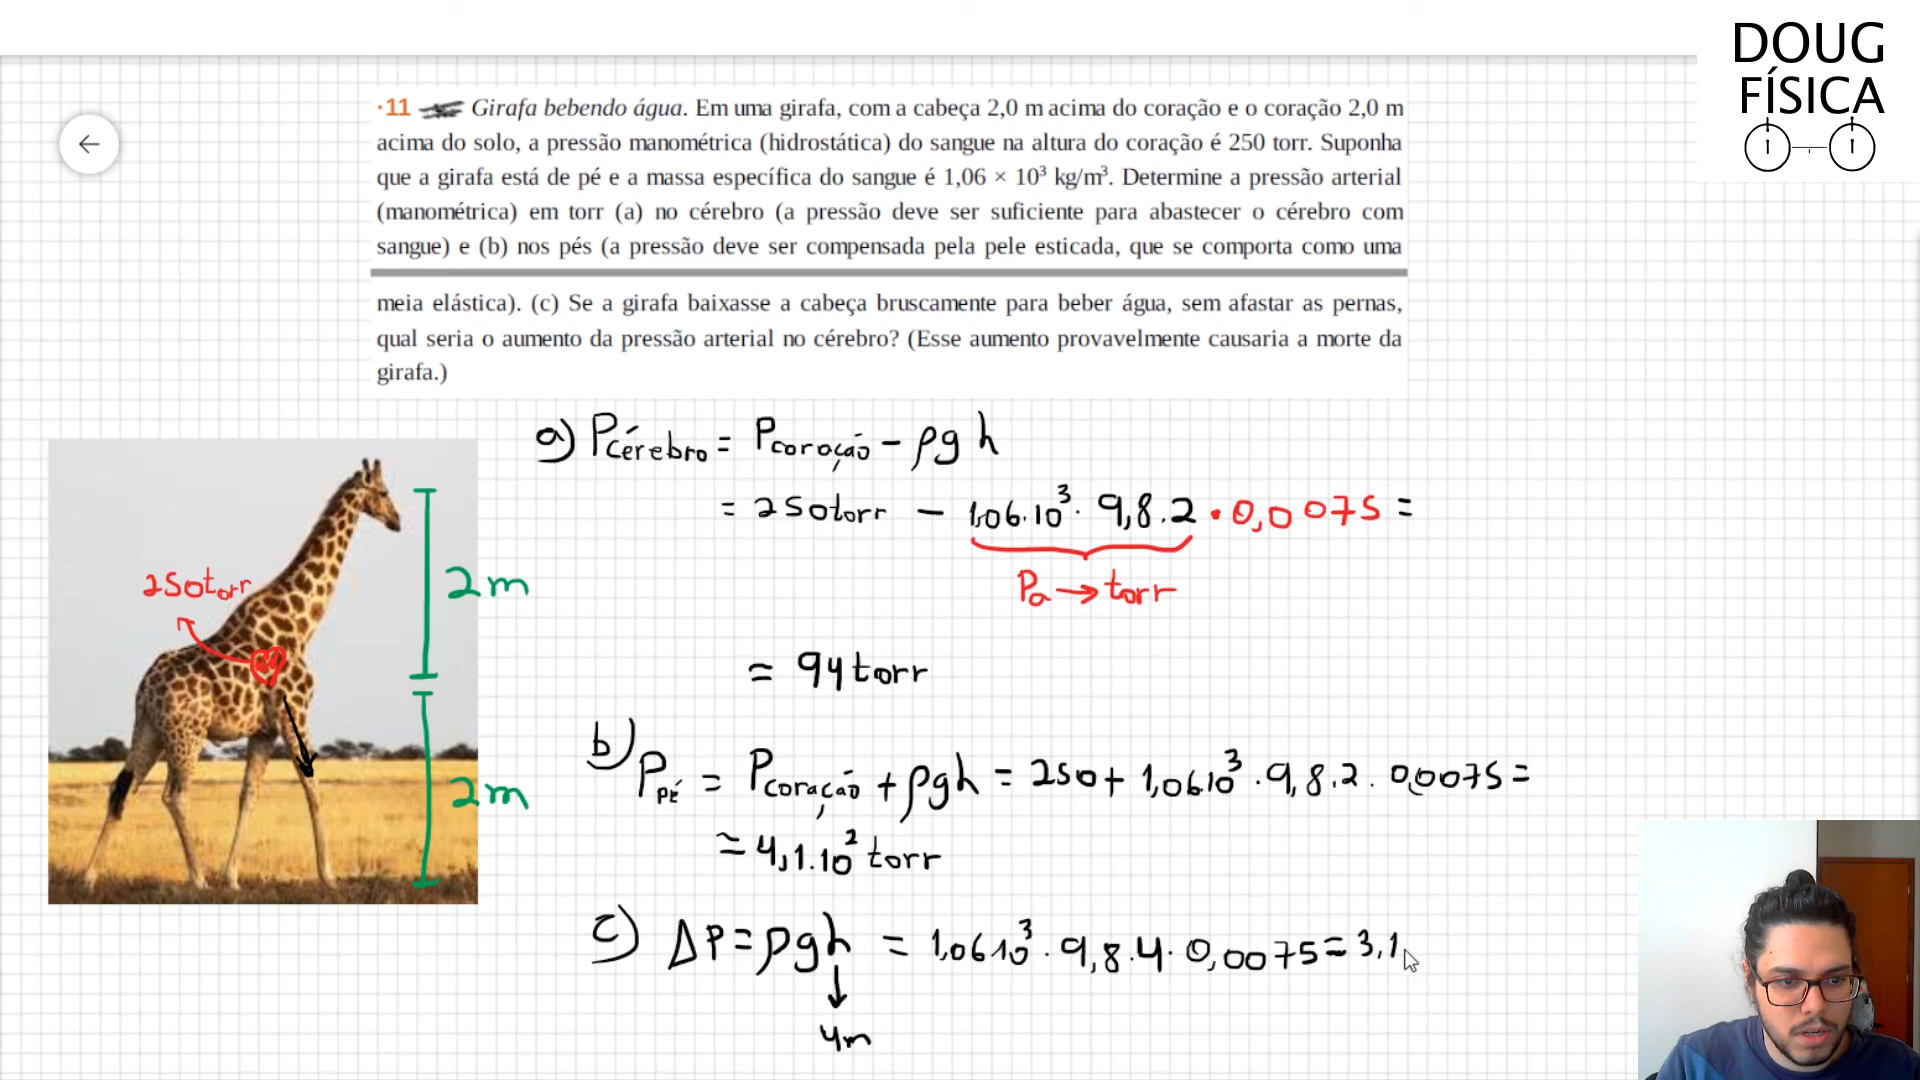 DOUG
FÍSICA
·11 Girafa bebendo água. Em uma girafa, com a cabeça 2,0 m acima do coração e o coração 2,0 m
acima do solo, a pressão manométrica (hidrostática) do sangue na altura do coração é 250 torr. Suponha
que a girafa está de pé e a massa específica do sangue é 1,06 × 10³ kg/m³. Determine a pressão arterial
(manométrica) em torr (a) no cérebro (a pressão deve ser suficiente para abastecer o cérebro com
sangue) e (b) nos pés (a pressão deve ser compensada pela pele esticada, que se comporta como uma
meia elástica). (c) Se a girafa baixasse a cabeça bruscamente para beber água, sem afastar as pernas,
qual seria o aumento da pressão arterial no cérebro? (Esse aumento provavelmente causaria a morte da
girafa.)
a) Pcérebro = Pcoração - ρgh
= 250torr - 1,06.10³. 9,8.2 . 0,0075 =
Pa → torr
250torr
2m
= 94torr
b) Ppé = Pcoração + ρgh = 250 + 1,06.10³ . 9,8.2. 0,0075 =
2m
≈ 4,1.10² torr
c) ΔP = ρgh = 1,0610³ . 9,8.4. 0,0075 = 3,1
4m